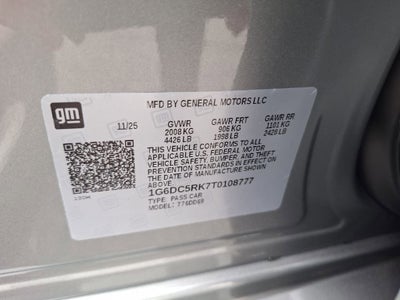 gm
MFD BY GENERAL MOTORS LLC
11/25 GVWR GAWR FRT GAWR RR
2008 KG 906 KG 1101 KG
4426 LB 1998 LB 2428 LB
THIS VEHICLE CONFORMS TO ALL
APPLICABLE U.S. FEDERAL MOTOR
VEHICLE SAFETY, BUMPER, AND THEFT
PREVENTION STANDARDS IN EFFECT ON
THE DATE OF MANUFACTURE SHOWN
ABOVE.
1G6DC5RK7T0108777
TYPE: PASS CAR
MODEL: 776DD69